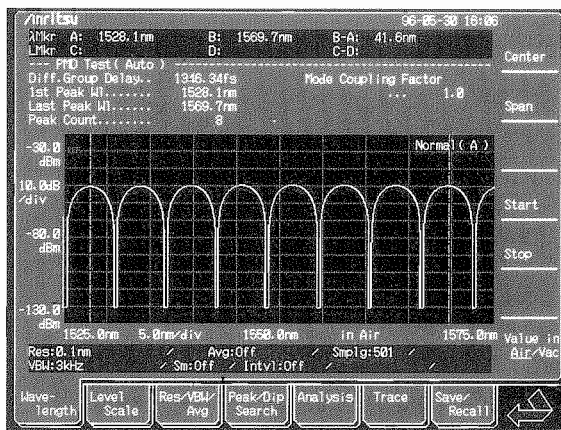 Anritsu 96-05-30 16:06
λMkr A: 1528.1nm B: 1569.7nm B-A: 41.6nm
LMkr C: D: C-D:
--- PMD Test( Auto ) ---
Diff.Group Delay.. 1346.34fs Mode Coupling Factor
1st Peak Wl....... 1528.1nm ... 1.0
Last Peak Wl...... 1569.7nm
Peak Count........ 8
Center
Span
Start
Stop
Value in
Air/Vac
Normal( A )
-30.0
dBm
10.0dB
/div
-80.0
dBm
-130.0
dBm
1525.0nm 5.0nm/div 1550.0nm in Air 1575.0nm
Res:0.1nm / Avg:Off / Smplg:501 /
VBW:3kHz / Sm:Off / Intvl:Off / /
Wave-
length
Level
Scale
Res/VBW/
Avg
Peak/Dip
Search
Analysis
Trace
Save/
Recall